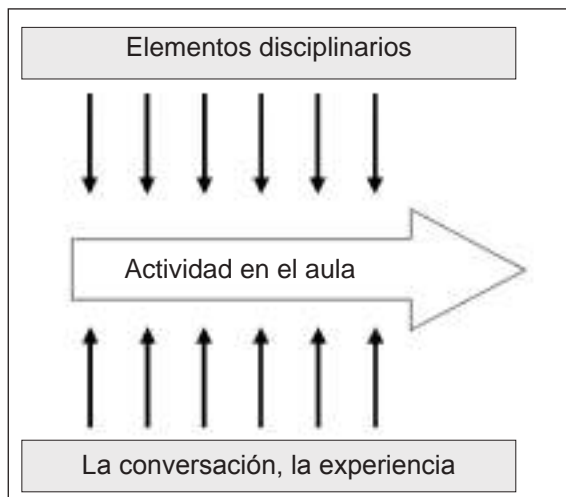 Elementos disciplinarios
Actividad en el aula
La conversación, la experiencia